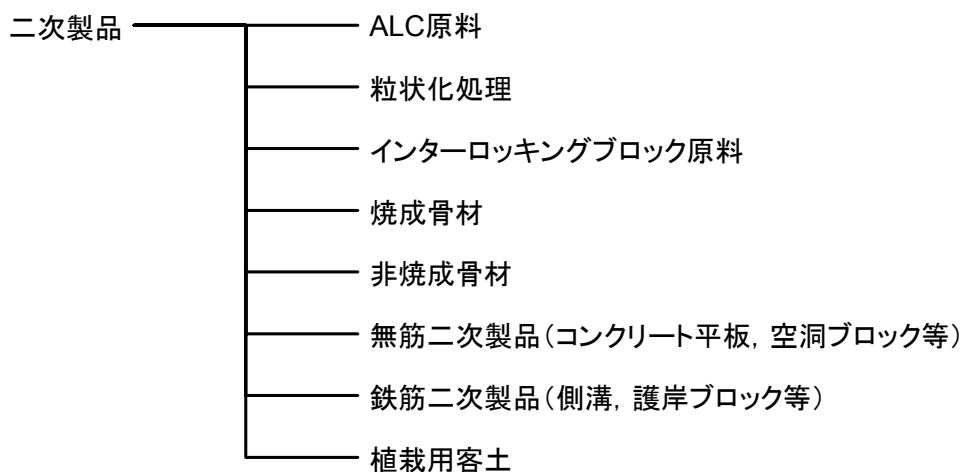 二次製品
ALC原料
粒状化処理
インターロッキングブロック原料
焼成骨材
非焼成骨材
無筋二次製品（コンクリート平板, 空洞ブロック等）
鉄筋二次製品（側溝, 護岸ブロック等）
植栽用客土